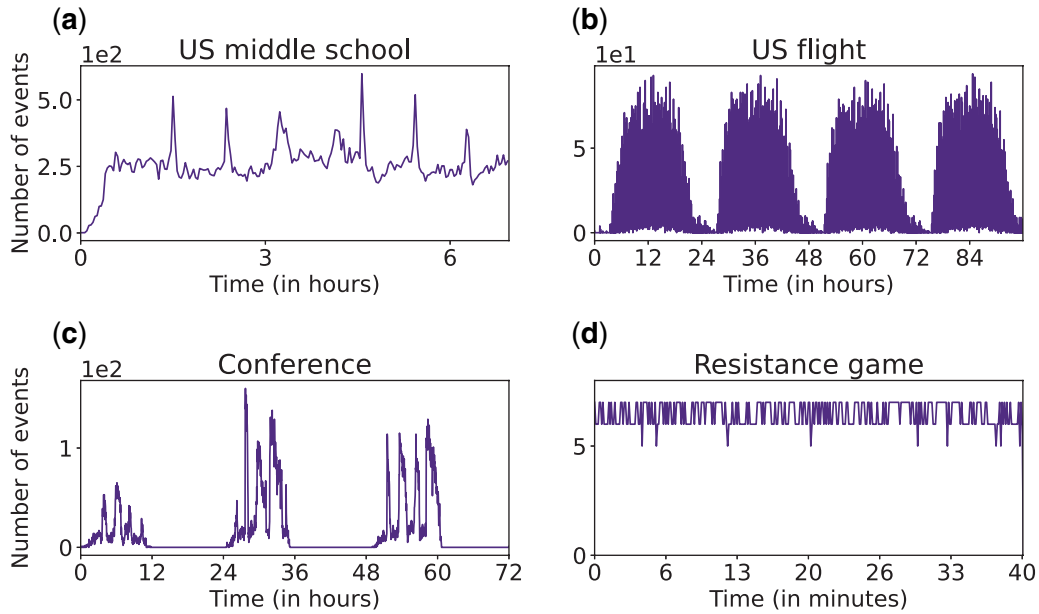 (a)
US middle school
1e2
Number of events
5.0
2.5
0.0
0 3 6
Time (in hours)
(b)
US flight
1e1
5
0
0 12 24 36 48 60 72 84
Time (in hours)
(c)
Conference
1e2
Number of events
1
0
0 12 24 36 48 60 72
Time (in hours)
(d)
Resistance game
5
0
0 6 13 20 26 33 40
Time (in minutes)